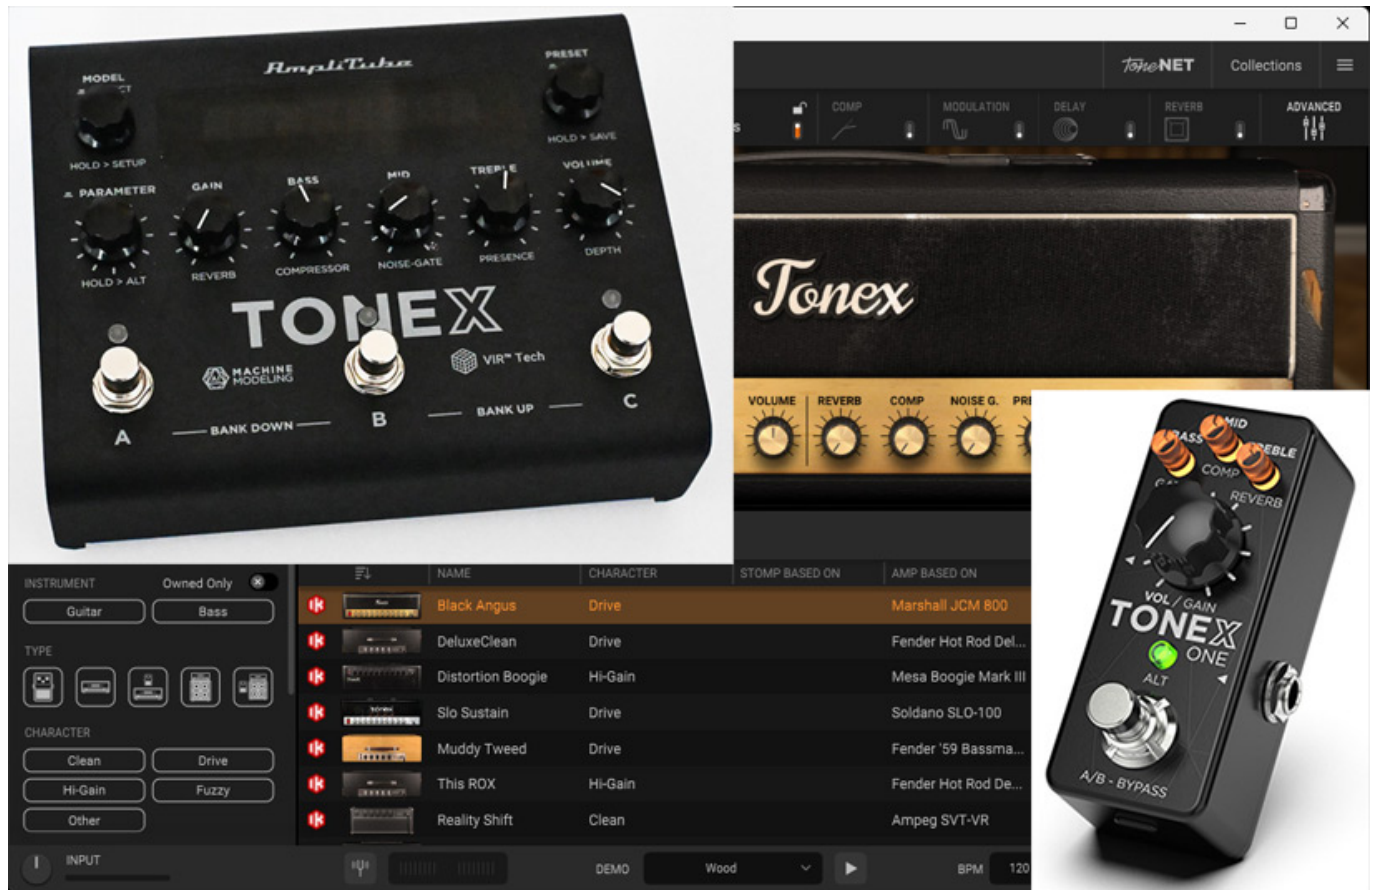 AmpliTube
MODEL
PRESET
HOLD > SETUP
HOLD > SAVE
PARAMETER
GAIN
BASS
MID
TREBLE
VOLUME
HOLD > ALT
REVERB
COMPRESSOR
NOISE-GATE
PRESENCE
DEPTH
TONEX
MACHINE
MODELING
VIR™ Tech
A
BANK DOWN
B
BANK UP
C
ToneNET
Collections
COMP
MODULATION
DELAY
REVERB
ADVANCED
Tonex
VOLUME
REVERB
COMP
NOISE G.
MID
TREBLE
COMP
REVERB
VOL / GAIN
TONEX
ONE
ALT
A/B - BYPASS
INSTRUMENT
Owned Only
Guitar
Bass
TYPE
CHARACTER
Clean
Drive
Hi-Gain
Fuzzy
Other
NAME
CHARACTER
STOMP BASED ON
AMP BASED ON
Black Angus
Drive
Marshall JCM 800
DeluxeClean
Drive
Fender Hot Rod Del...
Distortion Boogie
Hi-Gain
Mesa Boogie Mark III
Slo Sustain
Drive
Soldano SLO-100
Muddy Tweed
Drive
Fender '59 Bassma...
This ROX
Hi-Gain
Fender Hot Rod De...
Reality Shift
Clean
Ampeg SVT-VR
INPUT
DEMO
Wood
BPM
120